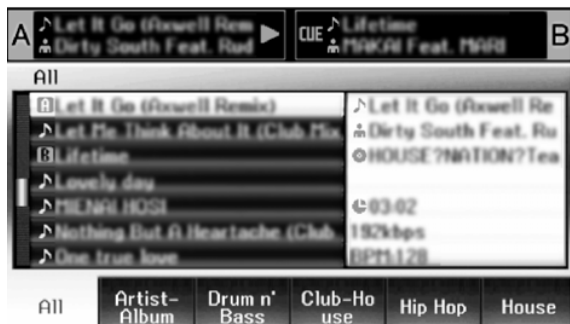 A
Let It Go (Axwell Rem
Dirty South Feat. Rud
CUE
Lifetime
MAKAI Feat. MARI
B
All
A Let It Go (Axwell Remix)
Let Me Think About It (Club Mix
B Lifetime
Lovely day
MIENAI HOSI
Nothing But A Heartache (Club
One true love
Let It Go (Axwell Re
Dirty South Feat. Ru
HOUSE?NATION?Tea
03:02
192kbps
BPM:128
All
Artist-
Album
Drum n'
Bass
Club-Ho
use
Hip Hop
House